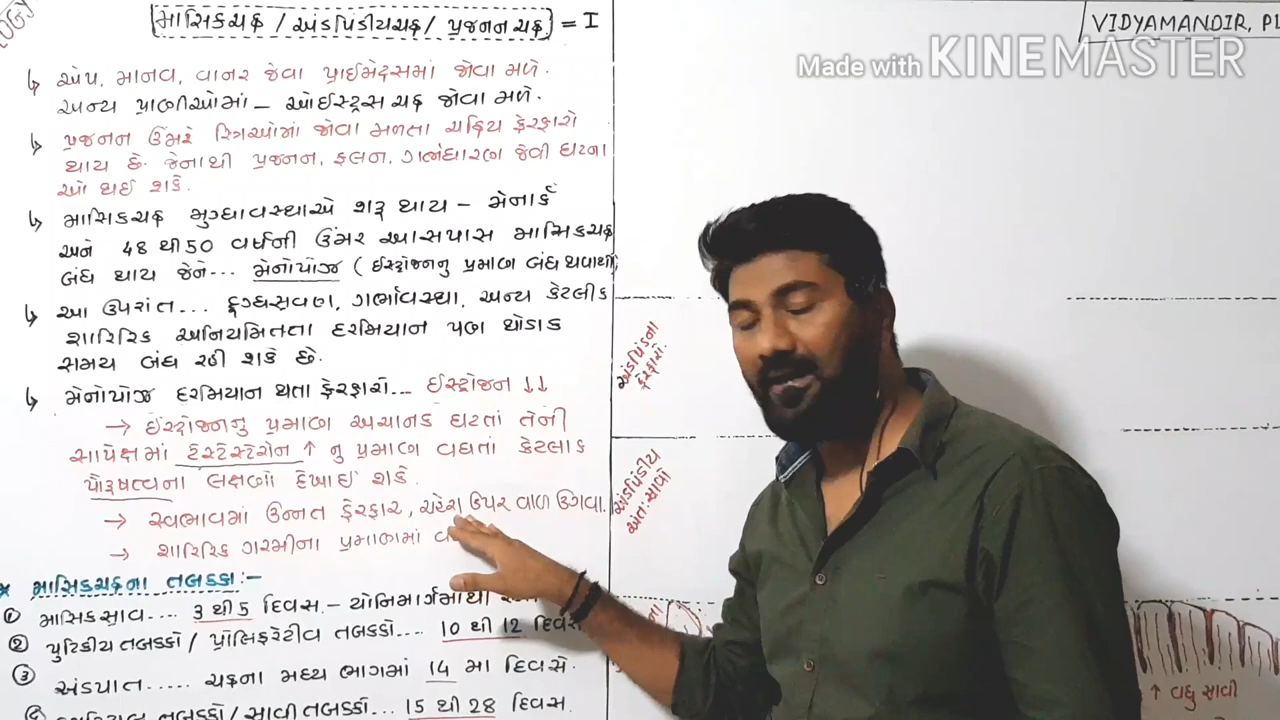 OLOGY
માસિકચક્ર / અંડપિંડીયચક્ર / પ્રજનનચક્ર = I
VIDYAMANDIR, PL
Made with KINEMASTER
↳ એપ, માનવ, વાનર જેવા પ્રાઈમેટ્સમાં જોવા મળે.
અન્ય પ્રાણીઓમાં – ઓઈસ્ટ્રસ ચક્ર જોવા મળે.
↳ પ્રજનન ઉંમરે સ્ત્રિઓમાં જોવા મળતા ચક્રિય ફેરફારો
થાય છે. જેનાથી પ્રજનન, ફલન, ગર્ભધારણ જેવી ઘટના
ઓ થઈ શકે.
↳ માસિકચક્ર મુગ્ધાવસ્થાએ શરૂ થાય – મેનાર્ક
અને 48 થી 50 વર્ષની ઉંમર આસપાસ માસિકચક્ર
બંધ થાય જેને... મેનોપોઝ (ઈસ્ટ્રોજનનુ પ્રમાણ બંધ થવાથી)
↳ આ ઉપરાંત... દુગ્ધસ્રવણ, ગર્ભાવસ્થા, અન્ય કેટલીક
શારિરિક અનિયમિતતા દરમિયાન પણ થોડાક
સમય બંધ રહી શકે છે.
↳ મેનોપોઝ દરમિયાન થતા ફેરફારો... ઈસ્ટ્રોજન ↓↓
→ ઈસ્ટ્રોજનનુ પ્રમાણ અચાનક ઘટતાં તેની
સાપેક્ષમાં ટેસ્ટેસ્ટેરોન ↑ નુ પ્રમાણ વધતાં કેટલાક
પૌરૂષત્વના લક્ષણો દેખાઈ શકે.
→ સ્વભાવમાં ઉન્નત ફેરફાર, ચહેરા ઉપર વાળ ઉગવા.
→ શારિરિક ગરમીના પ્રમાણમાં
* માસિકચક્રના તબક્કા:-
① માસિકસ્રાવ.... 3 થી 5 દિવસ. – યોનિમાર્ગમાંથી
② પુટિકીય તબક્કો / પ્રોલિફરેટીવ તબક્કો.... 10 થી 12 દિવસ
③ અંડપાત..... ચક્રના મધ્ય ભાગમાં 14 મા દિવસે.
તબક્કો / સ્રાવી તબક્કો... 15 થી 28 દિવસ.
અંડપિંડના
ફેરફારો.
અંડપિંડીય
અંતઃસ્રાવો
↑ વધુ સ્રાવી